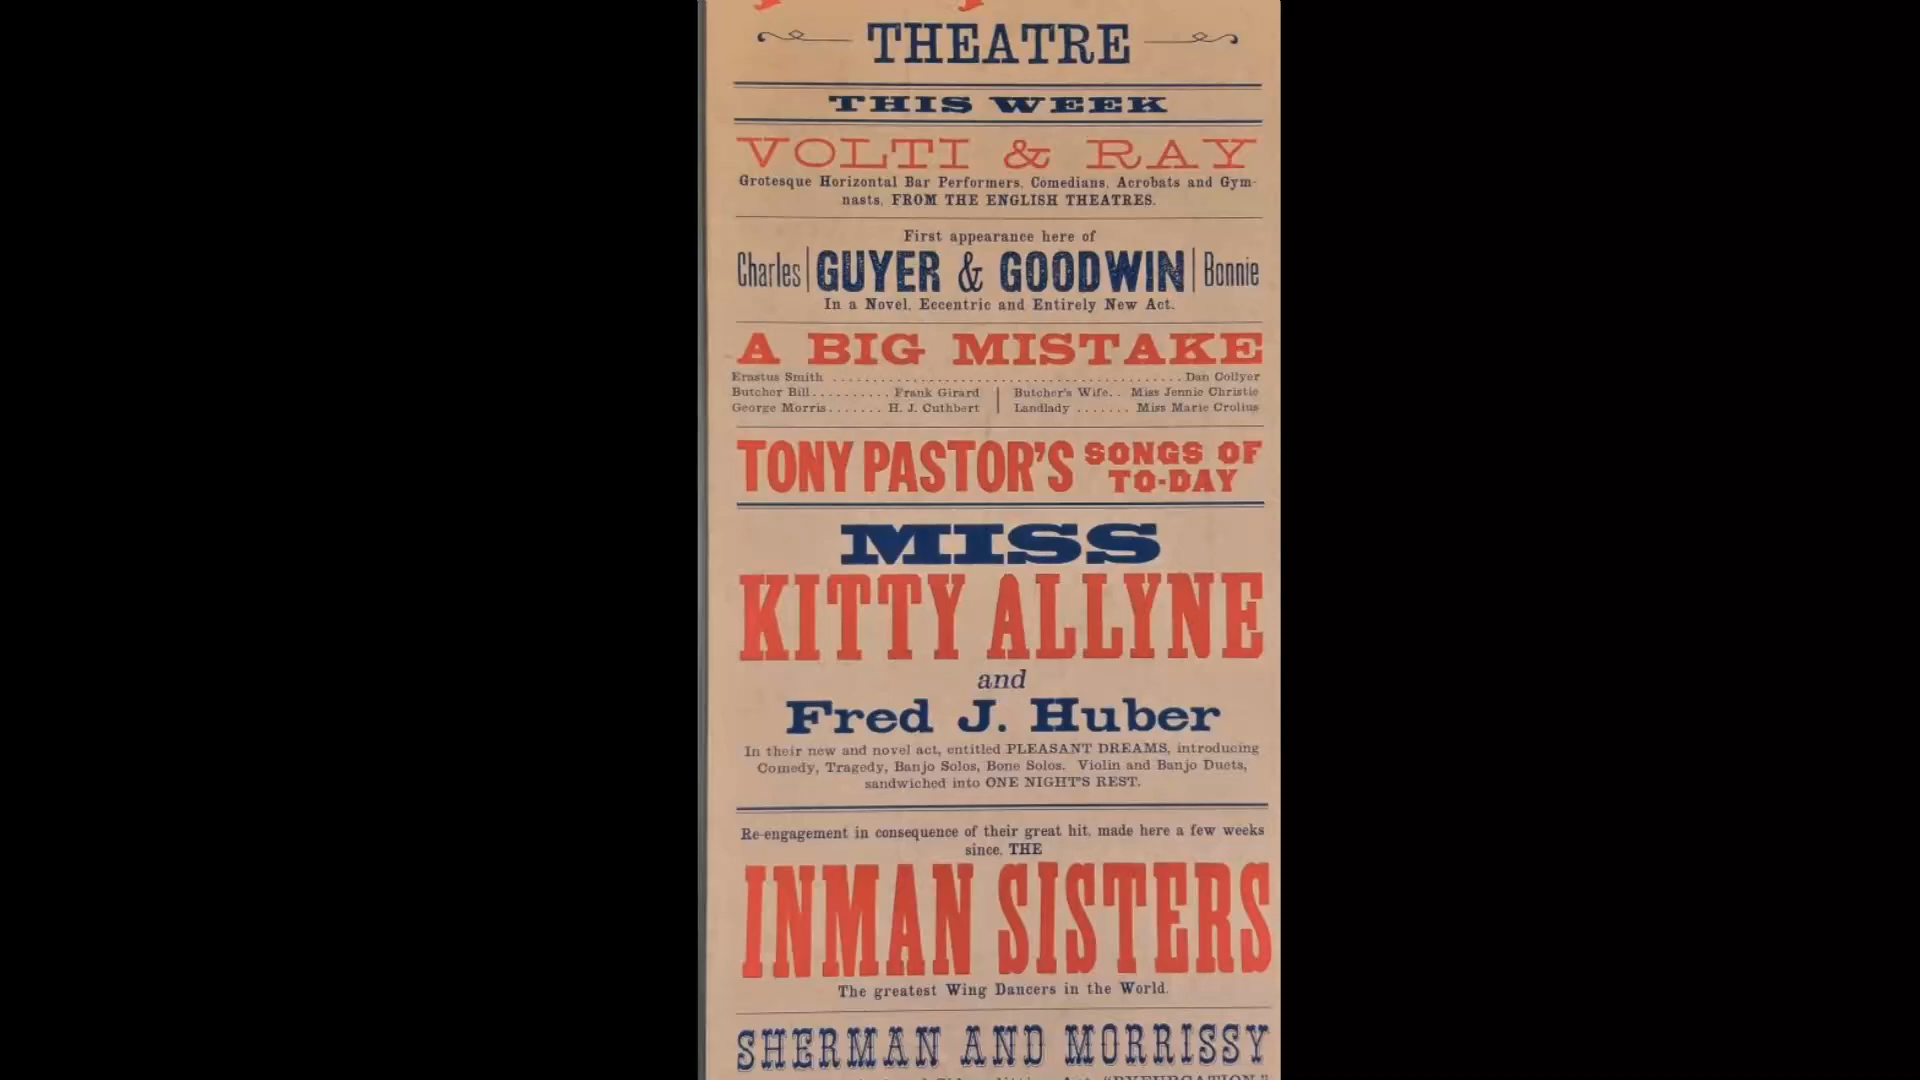 THEATRE
THIS WEEK
VOLTI & RAY
Grotesque Horizontal Bar Performers, Comedians, Acrobats and Gym-
nasts, FROM THE ENGLISH THEATRES.
First appearance here of
Charles GUYER & GOODWIN Bonnie
In a Novel, Eccentric and Entirely New Act.
A BIG MISTAKE
Erastus Smith ........................................... Dan Collyer
Butcher Bill.......... Frank Girard | Butcher's Wife.. Miss Jennie Christie
George Morris....... H. J. Cuthbert | Landlady ....... Miss Marie Crolius
TONY PASTOR'S SONGS OF
TO-DAY
MISS
KITTY ALLYNE
and
Fred J. Huber
In their new and novel act, entitled PLEASANT DREAMS, introducing
Comedy, Tragedy, Banjo Solos, Bone Solos. Violin and Banjo Duets,
sandwiched into ONE NIGHT'S REST.
Re-engagement in consequence of their great hit, made here a few weeks
since, THE
INMAN SISTERS
The greatest Wing Dancers in the World.
SHERMAN AND MORRISSY